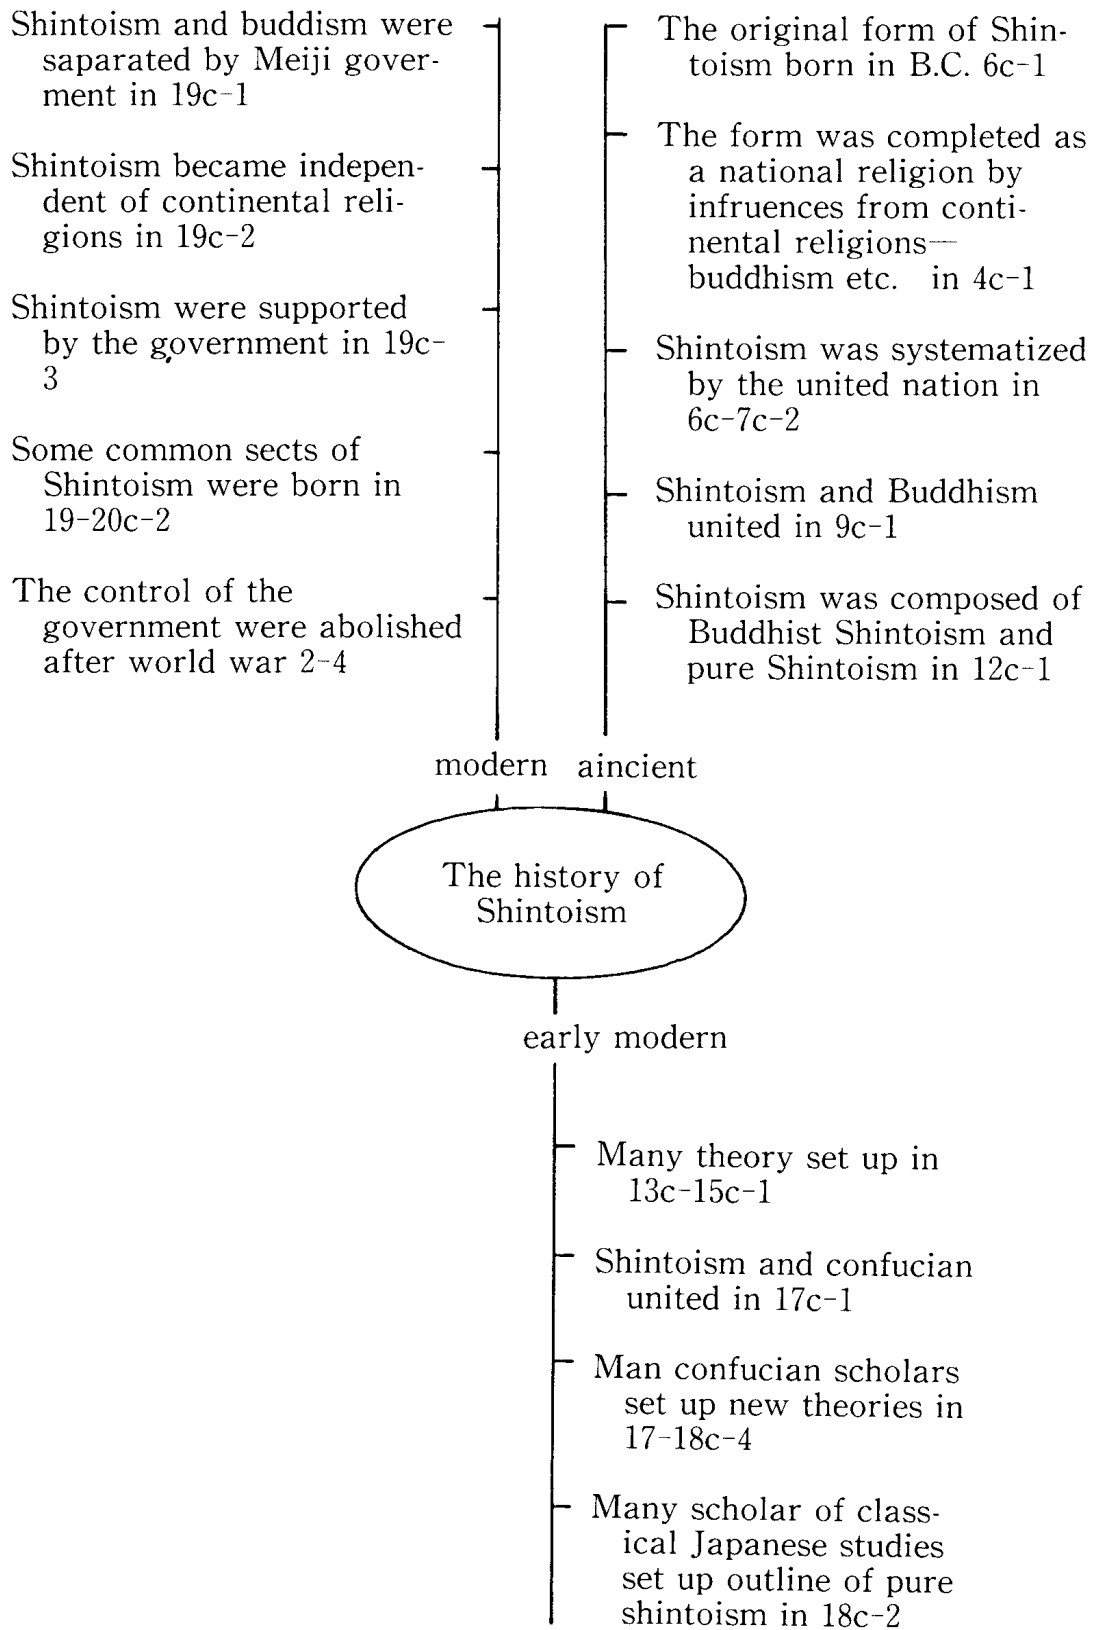 Shintoism and buddism were
saparated by Meiji gover-
ment in 19c-1
Shintoism became indepen-
dent of continental reli-
gions in 19c-2
Shintoism were supported
by the government in 19c-
3
Some common sects of
Shintoism were born in
19-20c-2
The control of the
government were abolished
after world war 2-4
The original form of Shin-
toism born in B.C. 6c-1
The form was completed as
a national religion by
infruences from conti-
nental religions—
buddhism etc. in 4c-1
Shintoism was systematized
by the united nation in
6c-7c-2
Shintoism and Buddhism
united in 9c-1
Shintoism was composed of
Buddhist Shintoism and
pure Shintoism in 12c-1
modern aincient
The history of
Shintoism
early modern
Many theory set up in
13c-15c-1
Shintoism and confucian
united in 17c-1
Man confucian scholars
set up new theories in
17-18c-4
Many scholar of class-
ical Japanese studies
set up outline of pure
shintoism in 18c-2